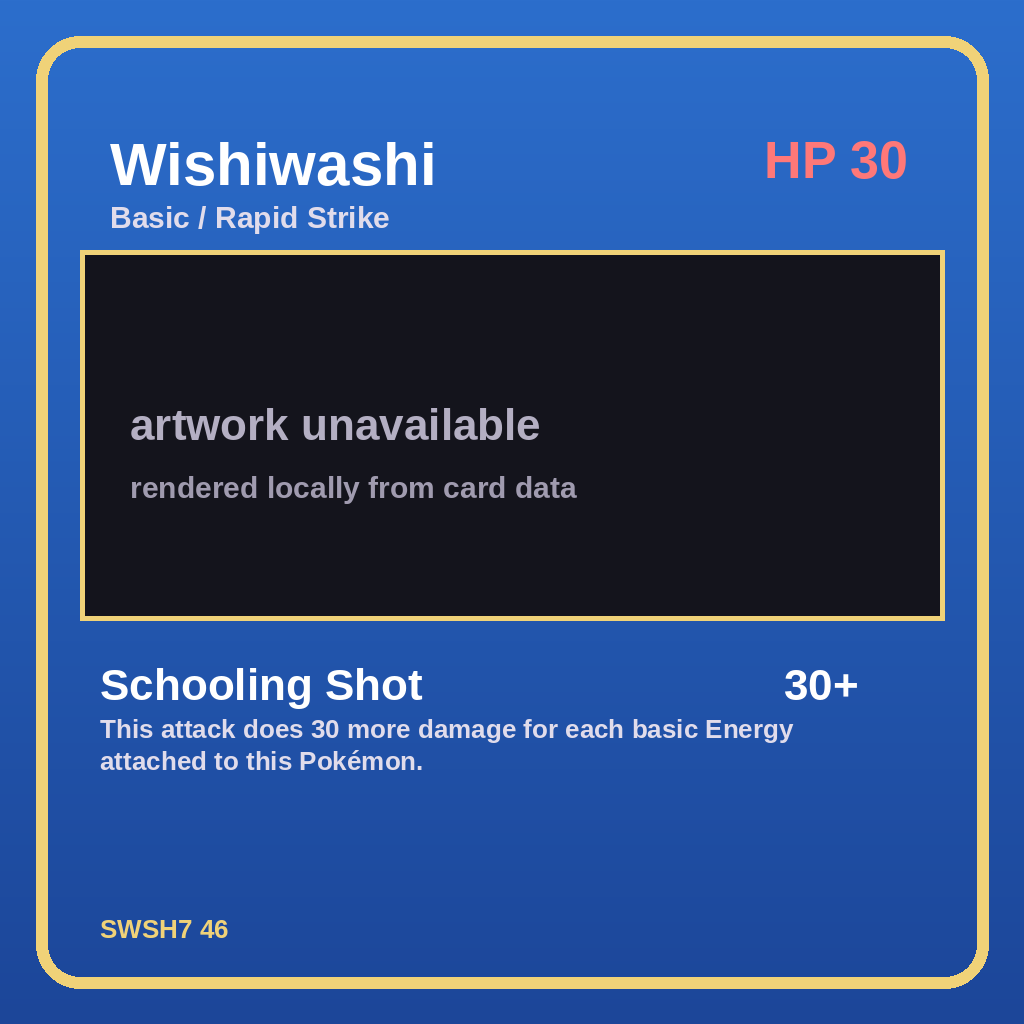 Wishiwashi
HP 30
Basic / Rapid Strike
artwork unavailable
rendered locally from card data
Schooling Shot
30+
This attack does 30 more damage for each basic Energy
attached to this Pokémon.
SWSH7 46